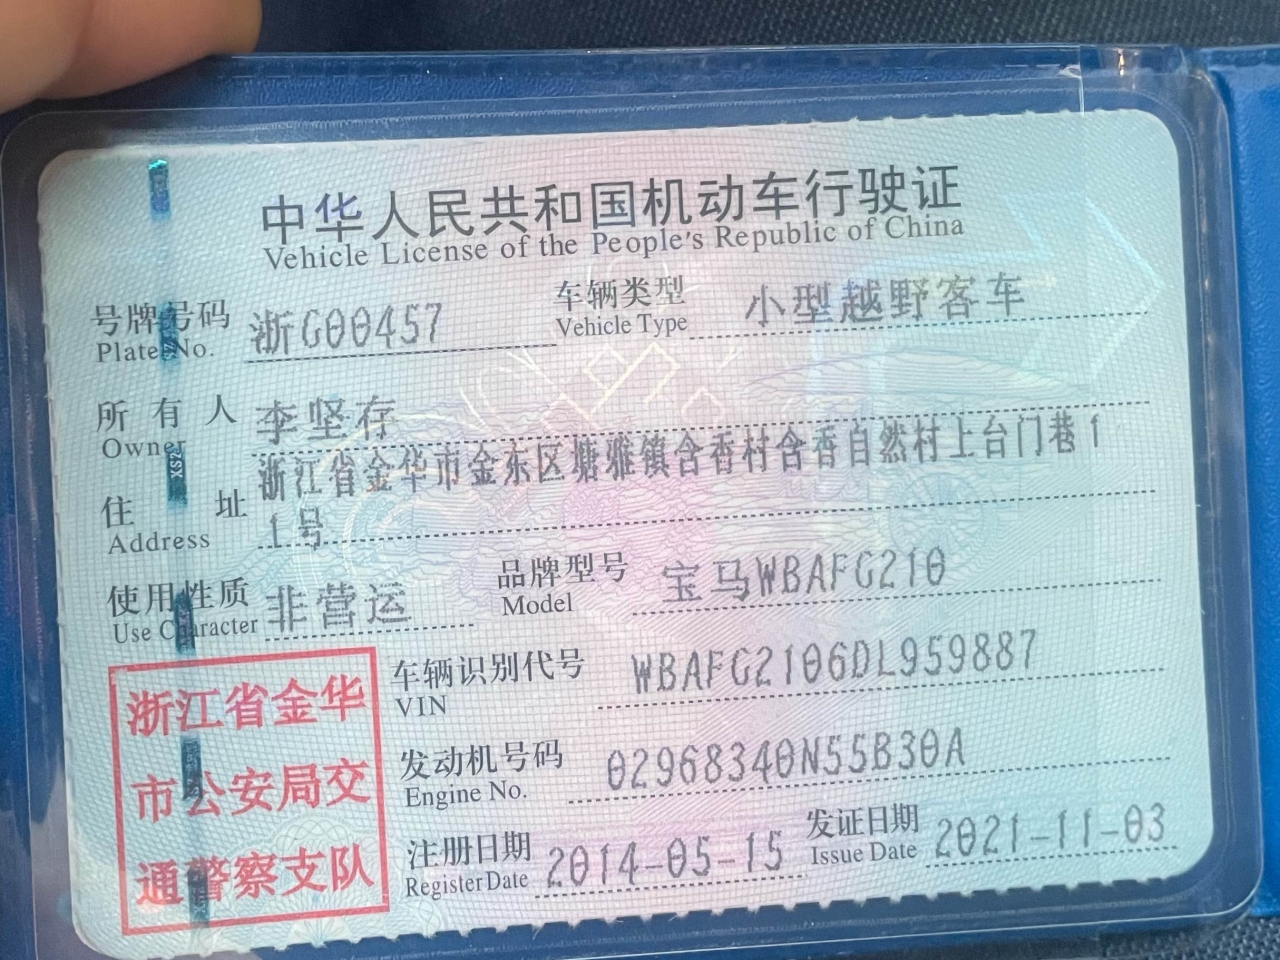 中华人民共和国机动车行驶证
Vehicle License of the People's Republic of China
号牌号码 浙G00457 车辆类型 小型越野客车
Plate No. Vehicle Type
所有人 李坚存
Owner
住址 浙江省金华市金东区塘雅镇含香村含香自然村上台门巷1
Address 1号
使用性质 非营运 品牌型号 宝马WBAFG210
Use Character Model
车辆识别代号 WBAFG2106DL959887
VIN
发动机号码 02968340N55B30A
Engine No.
注册日期 2014-05-15 发证日期 2021-11-03
Register Date Issue Date
浙江省金华
市公安局交
通警察支队